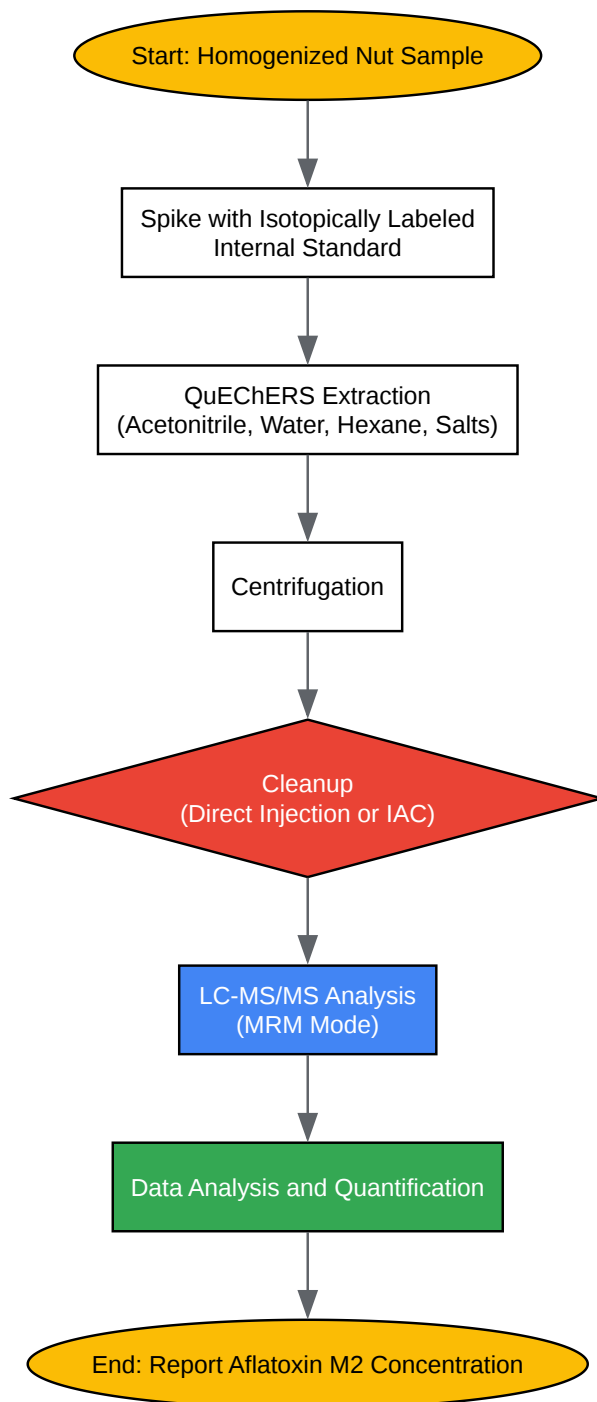 Start: Homogenized Nut Sample
Spike with Isotopically Labeled
Internal Standard
QuEChERS Extraction
(Acetonitrile, Water, Hexane, Salts)
Centrifugation
Cleanup
(Direct Injection or IAC)
LC-MS/MS Analysis
(MRM Mode)
Data Analysis and Quantification
End: Report Aflatoxin M2 Concentration